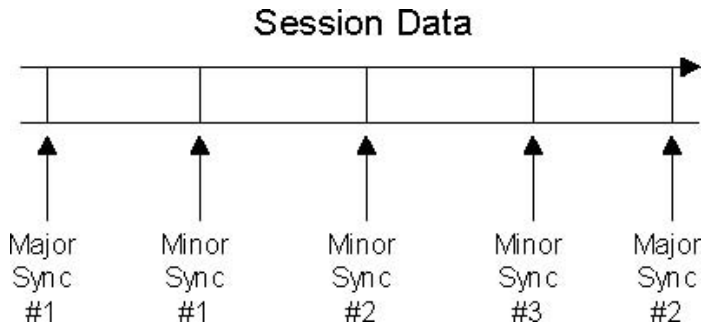 Session Data
Major
Sync
#1
Minor
Sync
#1
Minor
Sync
#2
Minor
Sync
#3
Major
Sync
#2